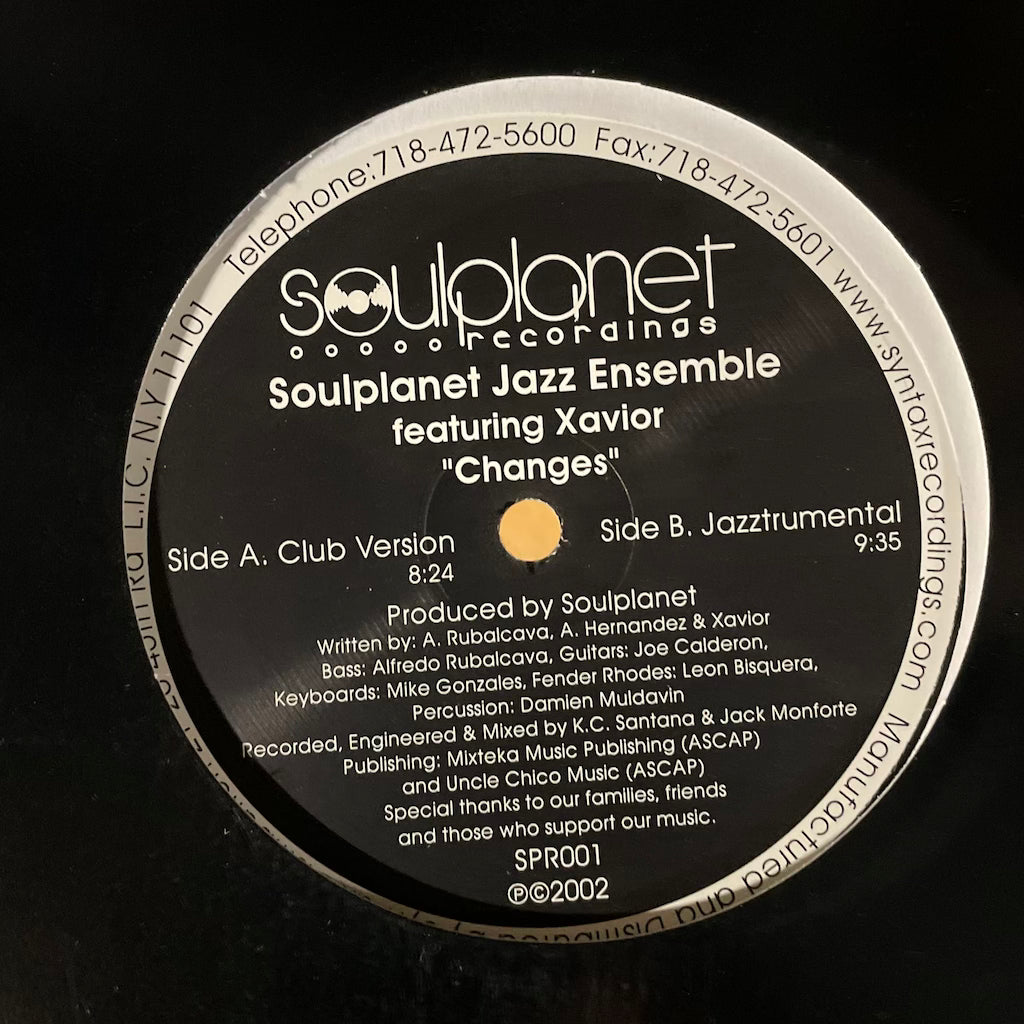 soulplanet
recordings
Soulplanet Jazz Ensemble
featuring Xavior
"Changes"
Side A. Club Version
8:24
Side B. Jazztrumental
9:35
Produced by Soulplanet
Written by: A. Rubalcava, A. Hernandez & Xavior
Bass: Alfredo Rubalcava, Guitars: Joe Calderon,
Keyboards: Mike Gonzales, Fender Rhodes: Leon Bisquera,
Percussion: Damien Muldavin
Recorded, Engineered & Mixed by K.C. Santana & Jack Monforte
Publishing: Mixteka Music Publishing (ASCAP)
and Uncle Chico Music (ASCAP)
Special thanks to our families, friends
and those who support our music.
SPR001
℗©2002
L.I.C. N.Y 11101 Telephone:718-472-5600 Fax:718-472-5601 www.syntaxrecordings.com Manufactured and Distributed